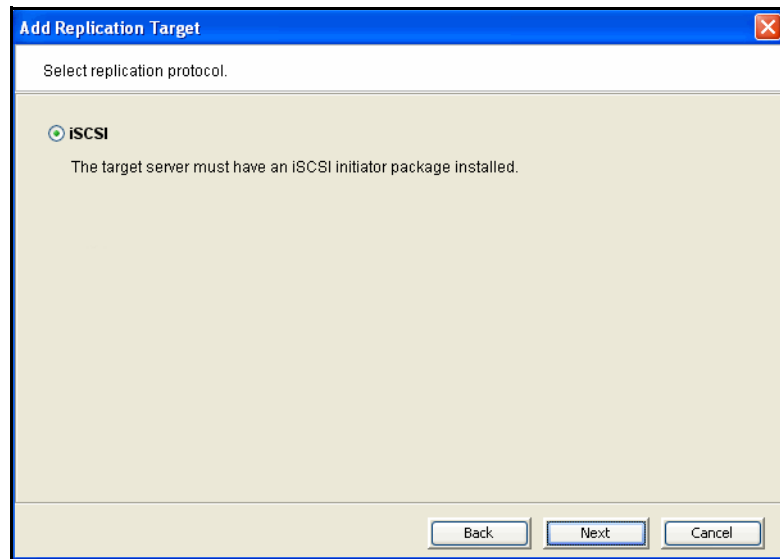 Add Replication Target
Select replication protocol.
iSCSI
The target server must have an iSCSI initiator package installed.
Back Next Cancel